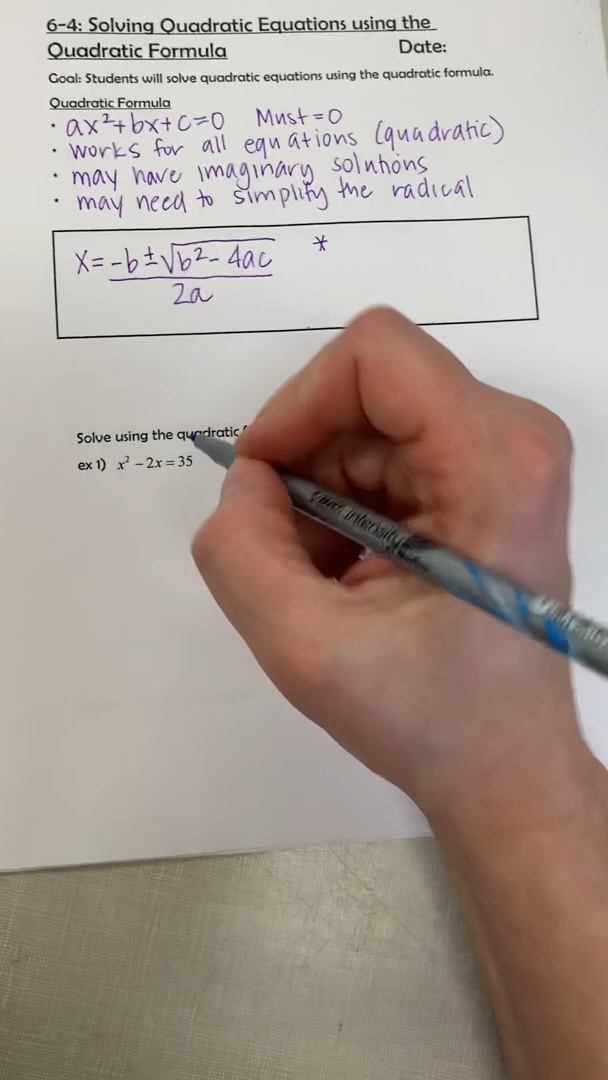 6-4: Solving Quadratic Equations using the
Quadratic Formula Date:
Goal: Students will solve quadratic equations using the quadratic formula.
Quadratic Formula
• ax²+bx+c=0 Must=0
• works for all equations (quadratic)
• may have imaginary solutions
• may need to simplify the radical
x = -b ± √b² - 4ac *
2a
Solve using the quadratic
ex 1) x² - 2x = 35